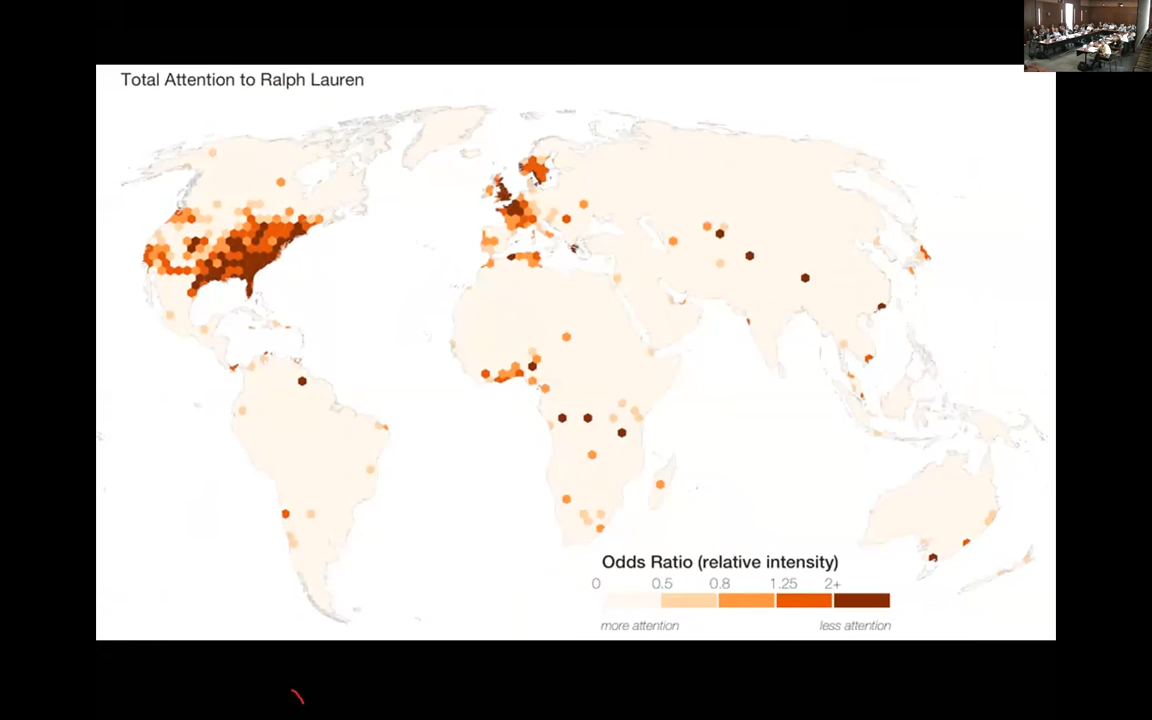 Total Attention to Ralph Lauren
Odds Ratio (relative intensity)
0 0.5 0.8 1.25 2+
more attention less attention